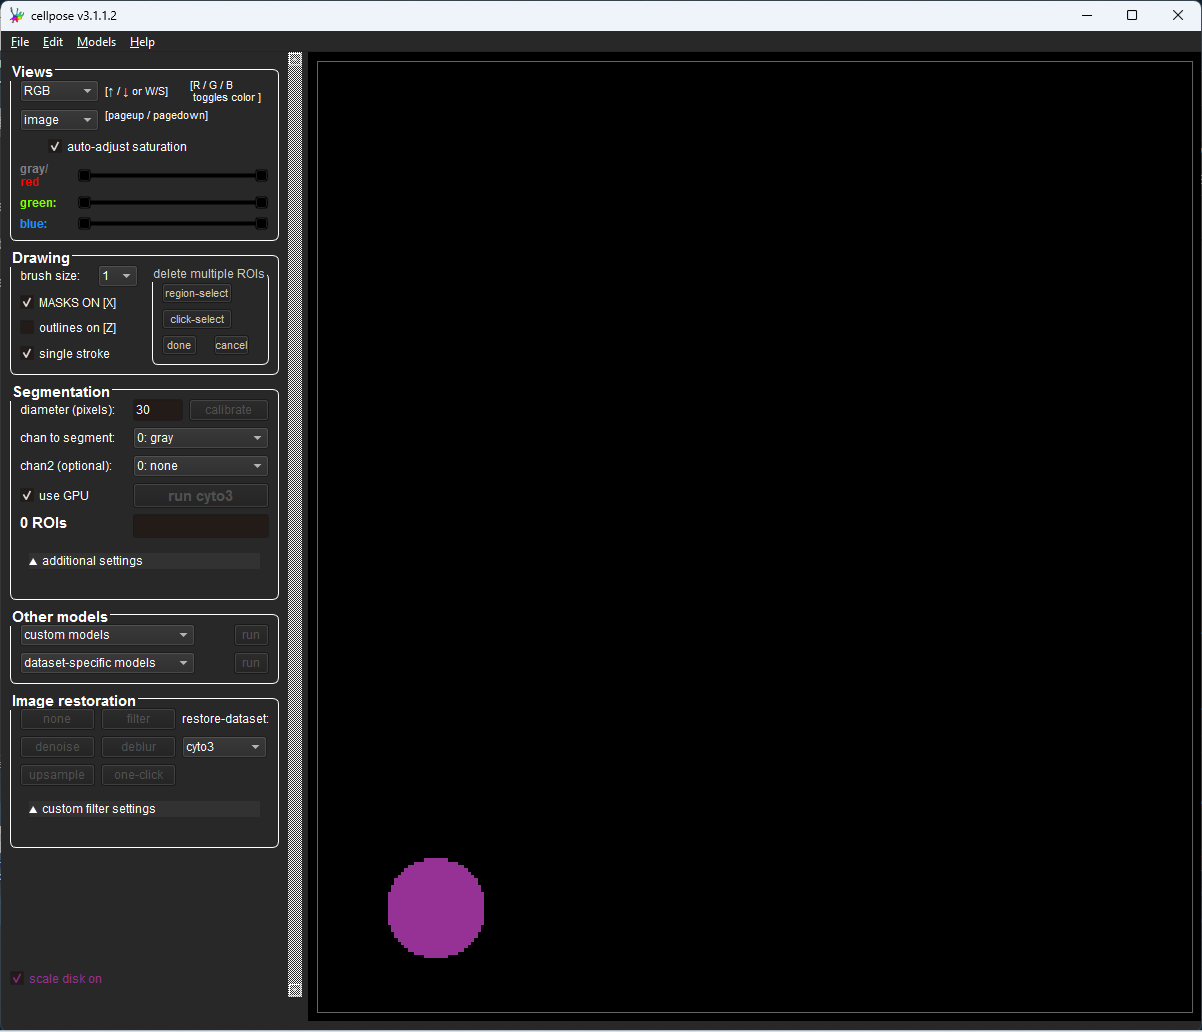 cellpose v3.1.1.2
File Edit Models Help
Views
RGB [↑ / ↓ or W/S] [R / G / B
toggles color ]
image [pageup / pagedown]
auto-adjust saturation
gray/
red
green:
blue:
Drawing
brush size: 1 delete multiple ROIs
region-select
MASKS ON [X]
click-select
outlines on [Z]
done cancel
single stroke
Segmentation
diameter (pixels): 30 calibrate
chan to segment: 0: gray
chan2 (optional): 0: none
use GPU run cyto3
0 ROIs
▲ additional settings
Other models
custom models run
dataset-specific models run
Image restoration
none filter restore-dataset:
denoise deblur cyto3
upsample one-click
▲ custom filter settings
scale disk on